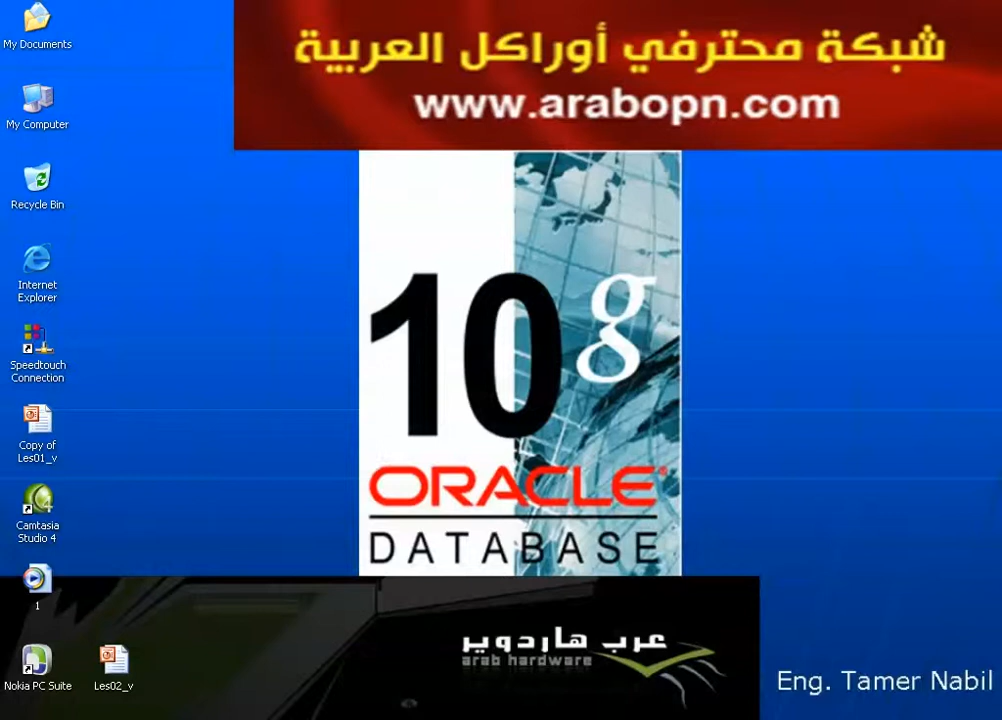 My Documents
My Computer
Recycle Bin
Internet
Explorer
Speedtouch
Connection
Copy of
Les01_v
Camtasia
Studio 4
1
Nokia PC Suite
Les02_v
شبكة محترفي أوراكل العربية
www.arabopn.com
10g
ORACLE®
DATABASE
عرب هاردوير
arab hardware
Eng. Tamer Nabil